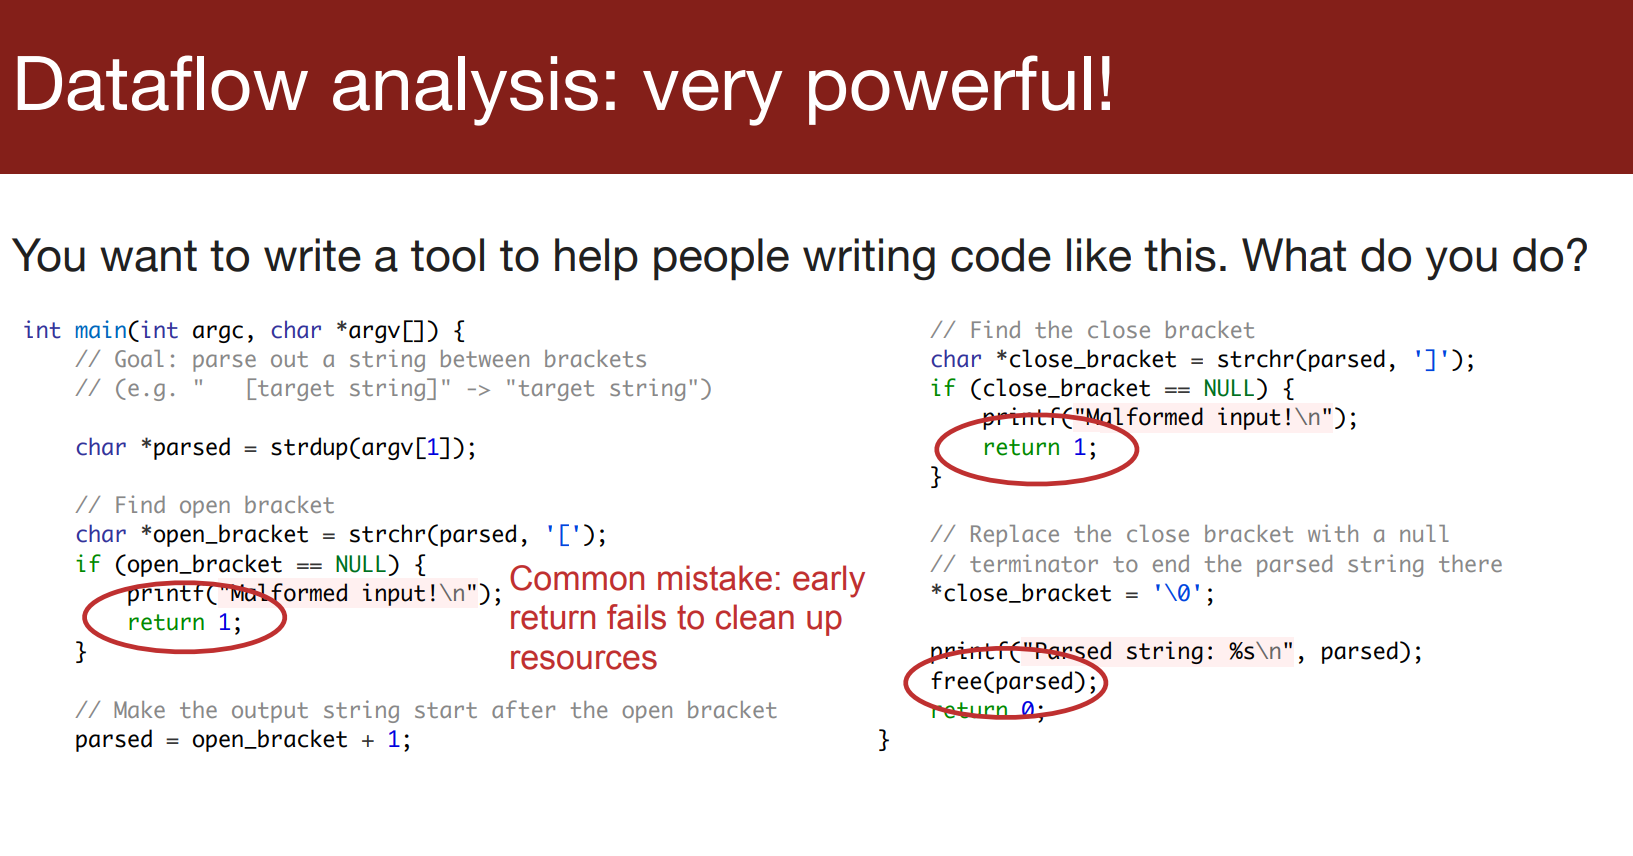 Dataflow analysis: very powerful!
You want to write a tool to help people writing code like this. What do you do?
int main(int argc, char *argv[]) {
    // Goal: parse out a string between brackets
    // (e.g. "   [target string]" -> "target string")
    char *parsed = strdup(argv[1]);
    // Find open bracket
    char *open_bracket = strchr(parsed, '[');
    if (open_bracket == NULL) {
        printf("Malformed input!\n");
        return 1;
    }
    // Make the output string start after the open bracket
    parsed = open_bracket + 1;
Common mistake: early
return fails to clean up
resources
    // Find the close bracket
    char *close_bracket = strchr(parsed, ']');
    if (close_bracket == NULL) {
        printf("Malformed input!\n");
        return 1;
    }
    // Replace the close bracket with a null
    // terminator to end the parsed string there
    *close_bracket = '\0';
    printf("Parsed string: %s\n", parsed);
    free(parsed);
    return 0;
}